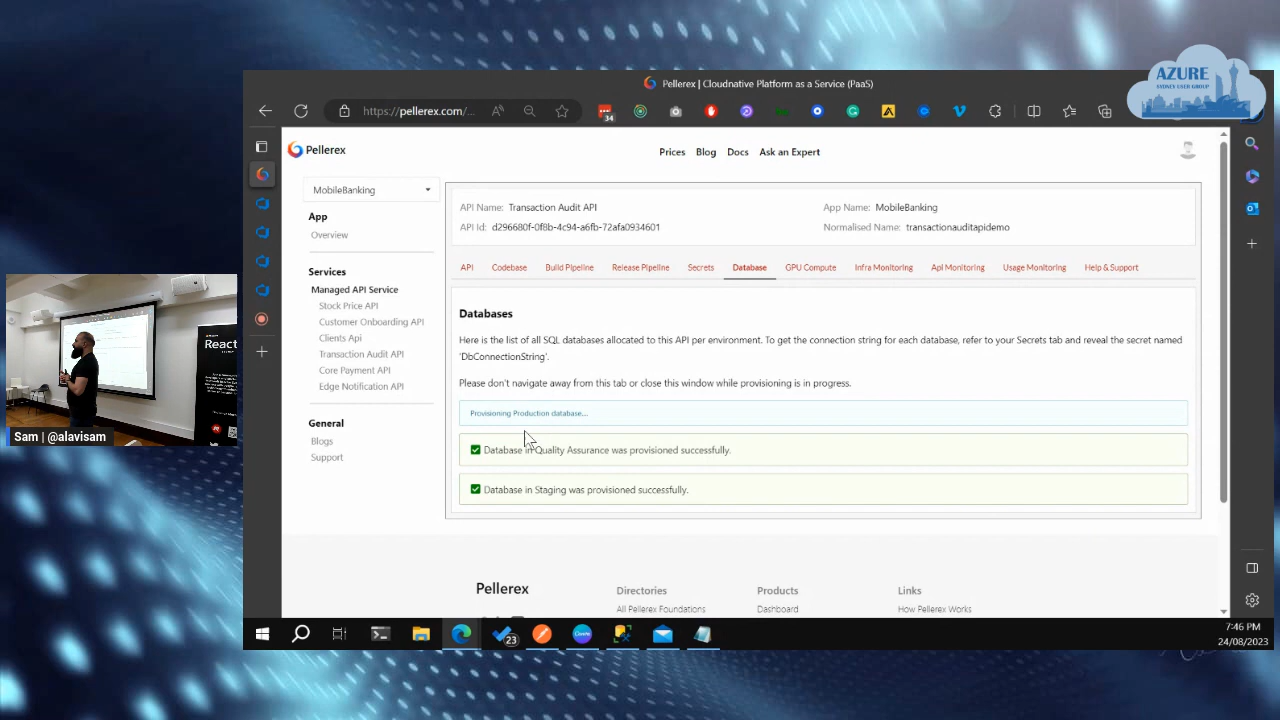 AZURE
SYDNEY USER GROUP
Pellerex | Cloudnative Platform as a Service (PaaS)
https://pellerex.com/...
34
Pellerex
Prices Blog Docs Ask an Expert
MobileBanking
App
Overview
Services
Managed API Service
Stock Price API
Customer Onboarding API
Clients Api
Transaction Audit API
Core Payment API
Edge Notification API
General
Blogs
Support
API Name: Transaction Audit API
App Name: MobileBanking
API Id: d296680f-0f8b-4c94-a6fb-72afa0934601
Normalised Name: transactionauditapidemo
API Codebase Build Pipeline Release Pipeline Secrets Database GPU Compute Infra Monitoring Api Monitoring Usage Monitoring Help & Support
Databases
Here is the list of all SQL databases allocated to this API per environment. To get the connection string for each database, refer to your Secrets tab and reveal the secret named
'DbConnectionString'.
Please don't navigate away from this tab or close this window while provisioning is in progress.
Provisioning Production database...
Database in Quality Assurance was provisioned successfully.
Database in Staging was provisioned successfully.
Pellerex
Directories
All Pellerex Foundations
Products
Dashboard
Links
How Pellerex Works
React
Sam | @alavisam
23
7:46 PM
24/08/2023